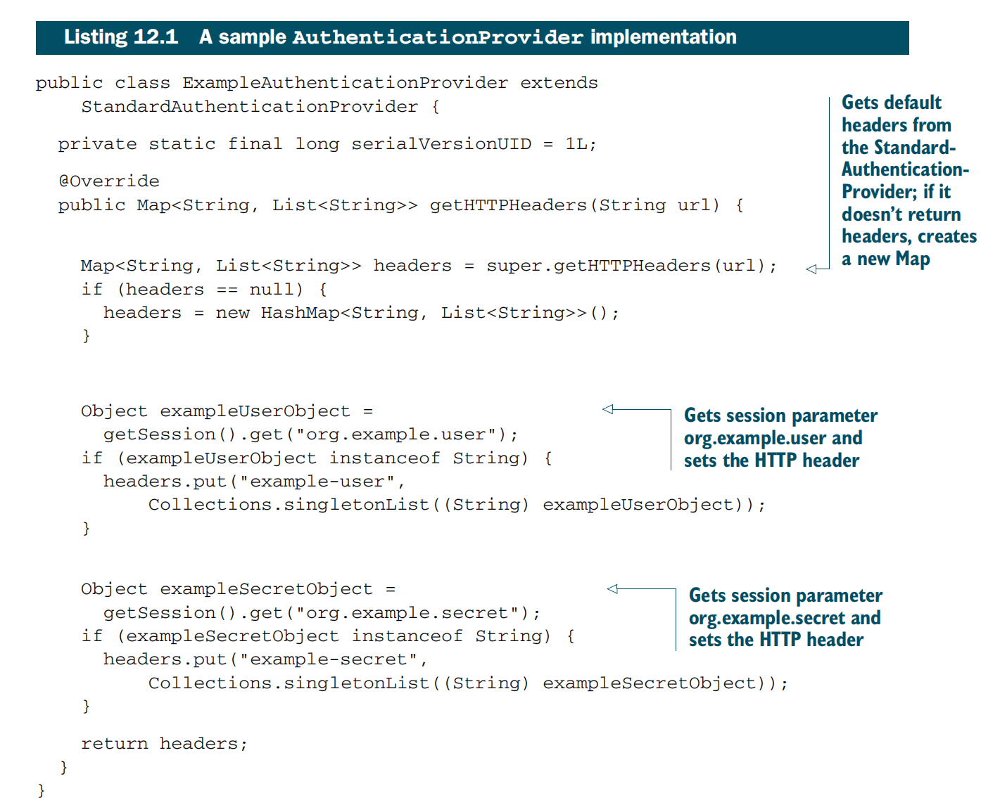 Listing 12.1 A sample AuthenticationProvider implementation
public class ExampleAuthenticationProvider extends
StandardAuthenticationProvider {
private static final long serialVersionUID = 1L;
@Override
public Map<String, List<String>> getHTTPHeaders(String url) {
Map<String, List<String>> headers = super.getHTTPHeaders(url);
if (headers == null) {
headers = new HashMap<String, List<String>>();
}
Gets default
headers from
the Standard-
Authentication-
Provider; if it
doesn't return
headers, creates
a new Map
Object exampleUserObject =
getSession().get("org.example.user");
if (exampleUserObject instanceof String) {
headers.put("example-user",
Collections.singletonList((String) exampleUserObject));
}
Gets session parameter
org.example.user and
sets the HTTP header
Object exampleSecretObject =
getSession().get("org.example.secret");
if (exampleSecretObject instanceof String) {
headers.put("example-secret",
Collections.singletonList((String) exampleSecretObject));
}
Gets session parameter
org.example.secret and
sets the HTTP header
return headers;
}
}